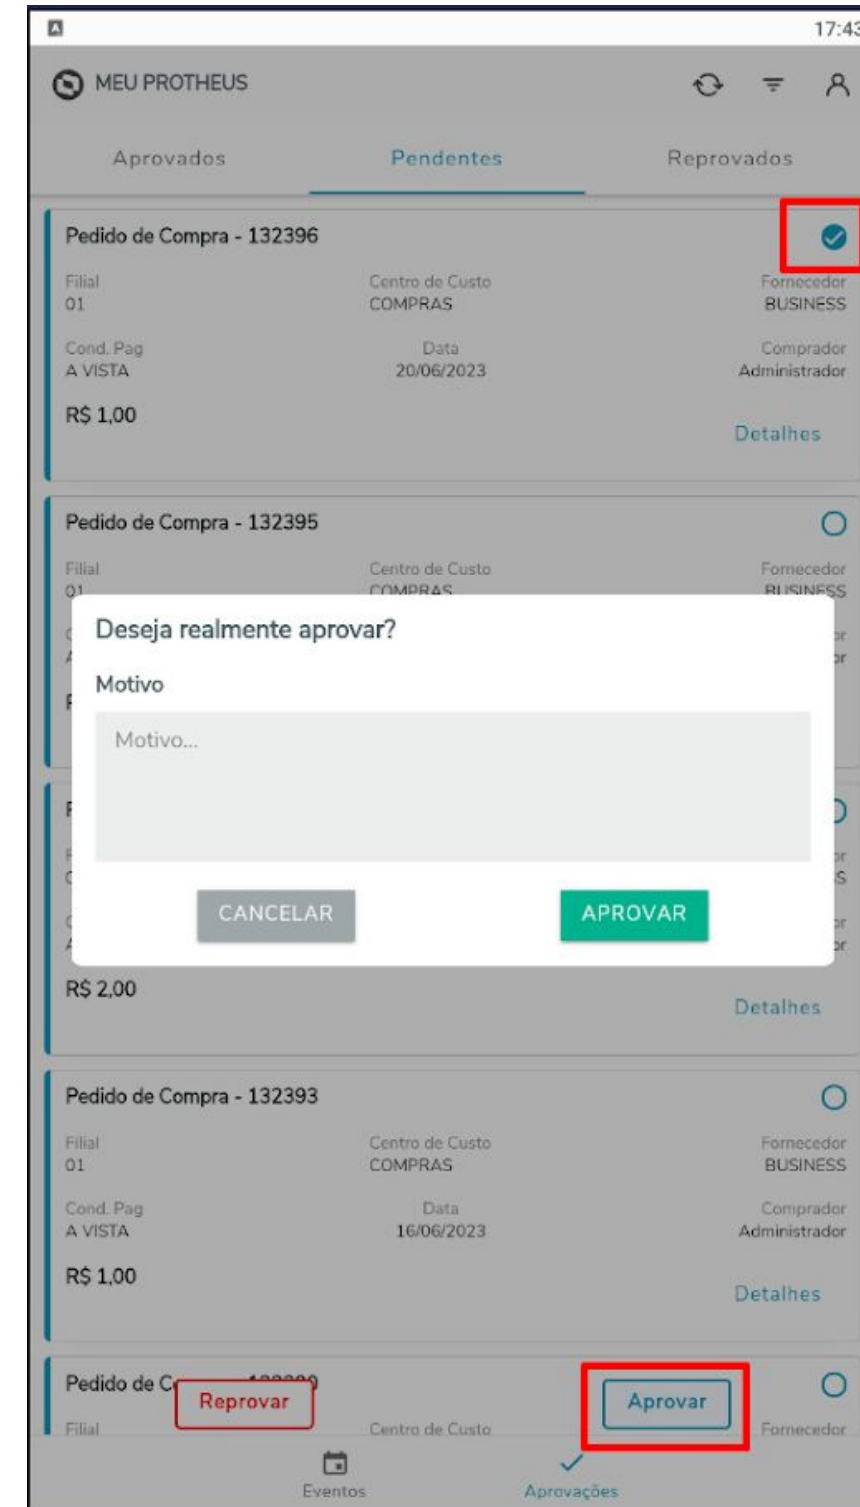 17:43
MEU PROTHEUS
Aprovados Pendentes Reprovados
Pedido de Compra - 132396
Filial Centro de Custo Fornecedor
01 COMPRAS BUSINESS
Cond. Pag Data Comprador
A VISTA 20/06/2023 Administrador
R$ 1,00
Detalhes
Pedido de Compra - 132395
Filial Centro de Custo Fornecedor
01 COMPRAS BUSINESS
Deseja realmente aprovar?
Motivo
Motivo...
CANCELAR APROVAR
R$ 2,00
Detalhes
Pedido de Compra - 132393
Filial Centro de Custo Fornecedor
01 COMPRAS BUSINESS
Cond. Pag Data Comprador
A VISTA 16/06/2023 Administrador
R$ 1,00
Detalhes
Pedido de
Reprovar Aprovar
Filial Centro de Custo Fornecedor
Eventos Aprovações